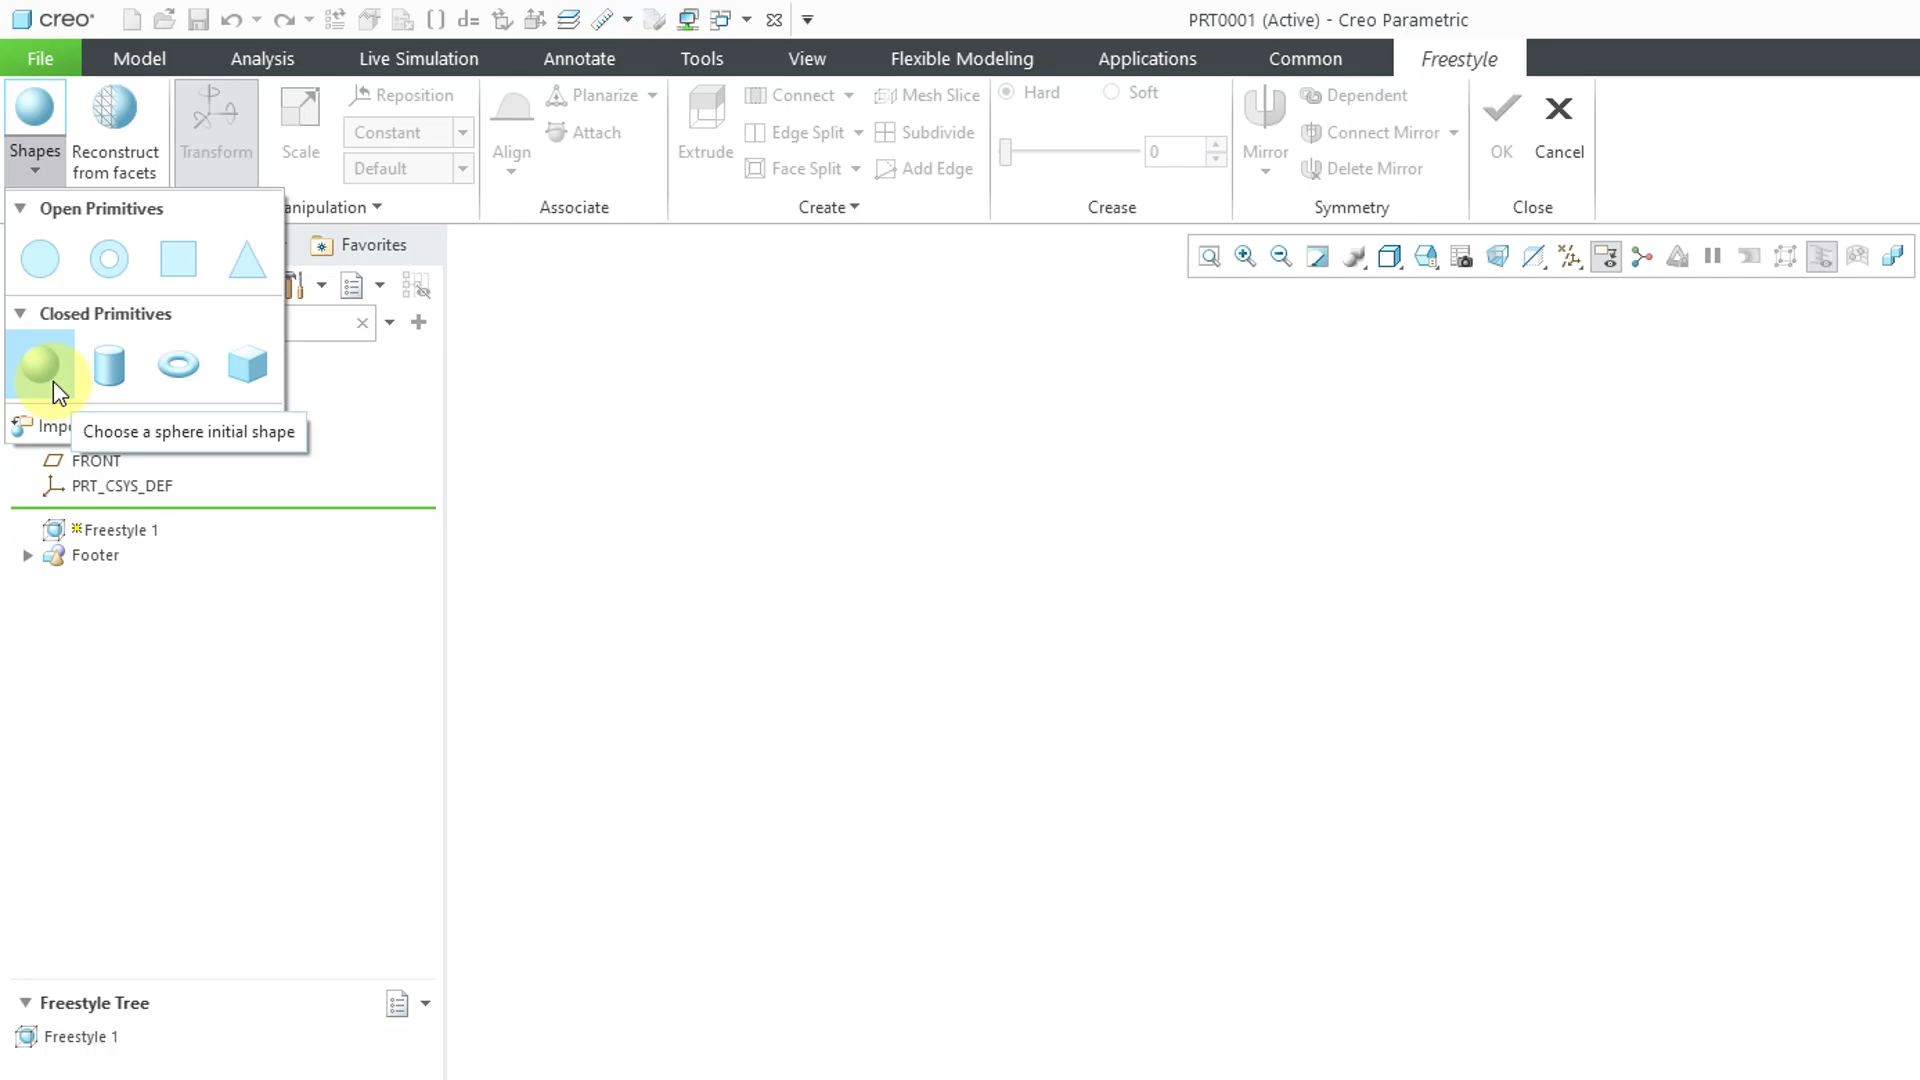 creo·
PRT0001 (Active) - Creo Parametric
File
Model
Analysis
Live Simulation
Annotate
Tools
View
Flexible Modeling
Applications
Common
Freestyle
Shapes
Reconstruct
from facets
Transform
Scale
Reposition
Constant
Default
Align
Planarize
Attach
Extrude
Connect
Edge Split
Face Split
Mesh Slice
Subdivide
Add Edge
Hard
Soft
0
Mirror
Dependent
Connect Mirror
Delete Mirror
OK
Cancel
anipulation
Associate
Create
Crease
Symmetry
Close
Open Primitives
Closed Primitives
Impo
Choose a sphere initial shape
Favorites
FRONT
PRT_CSYS_DEF
Freestyle 1
Footer
Freestyle Tree
Freestyle 1